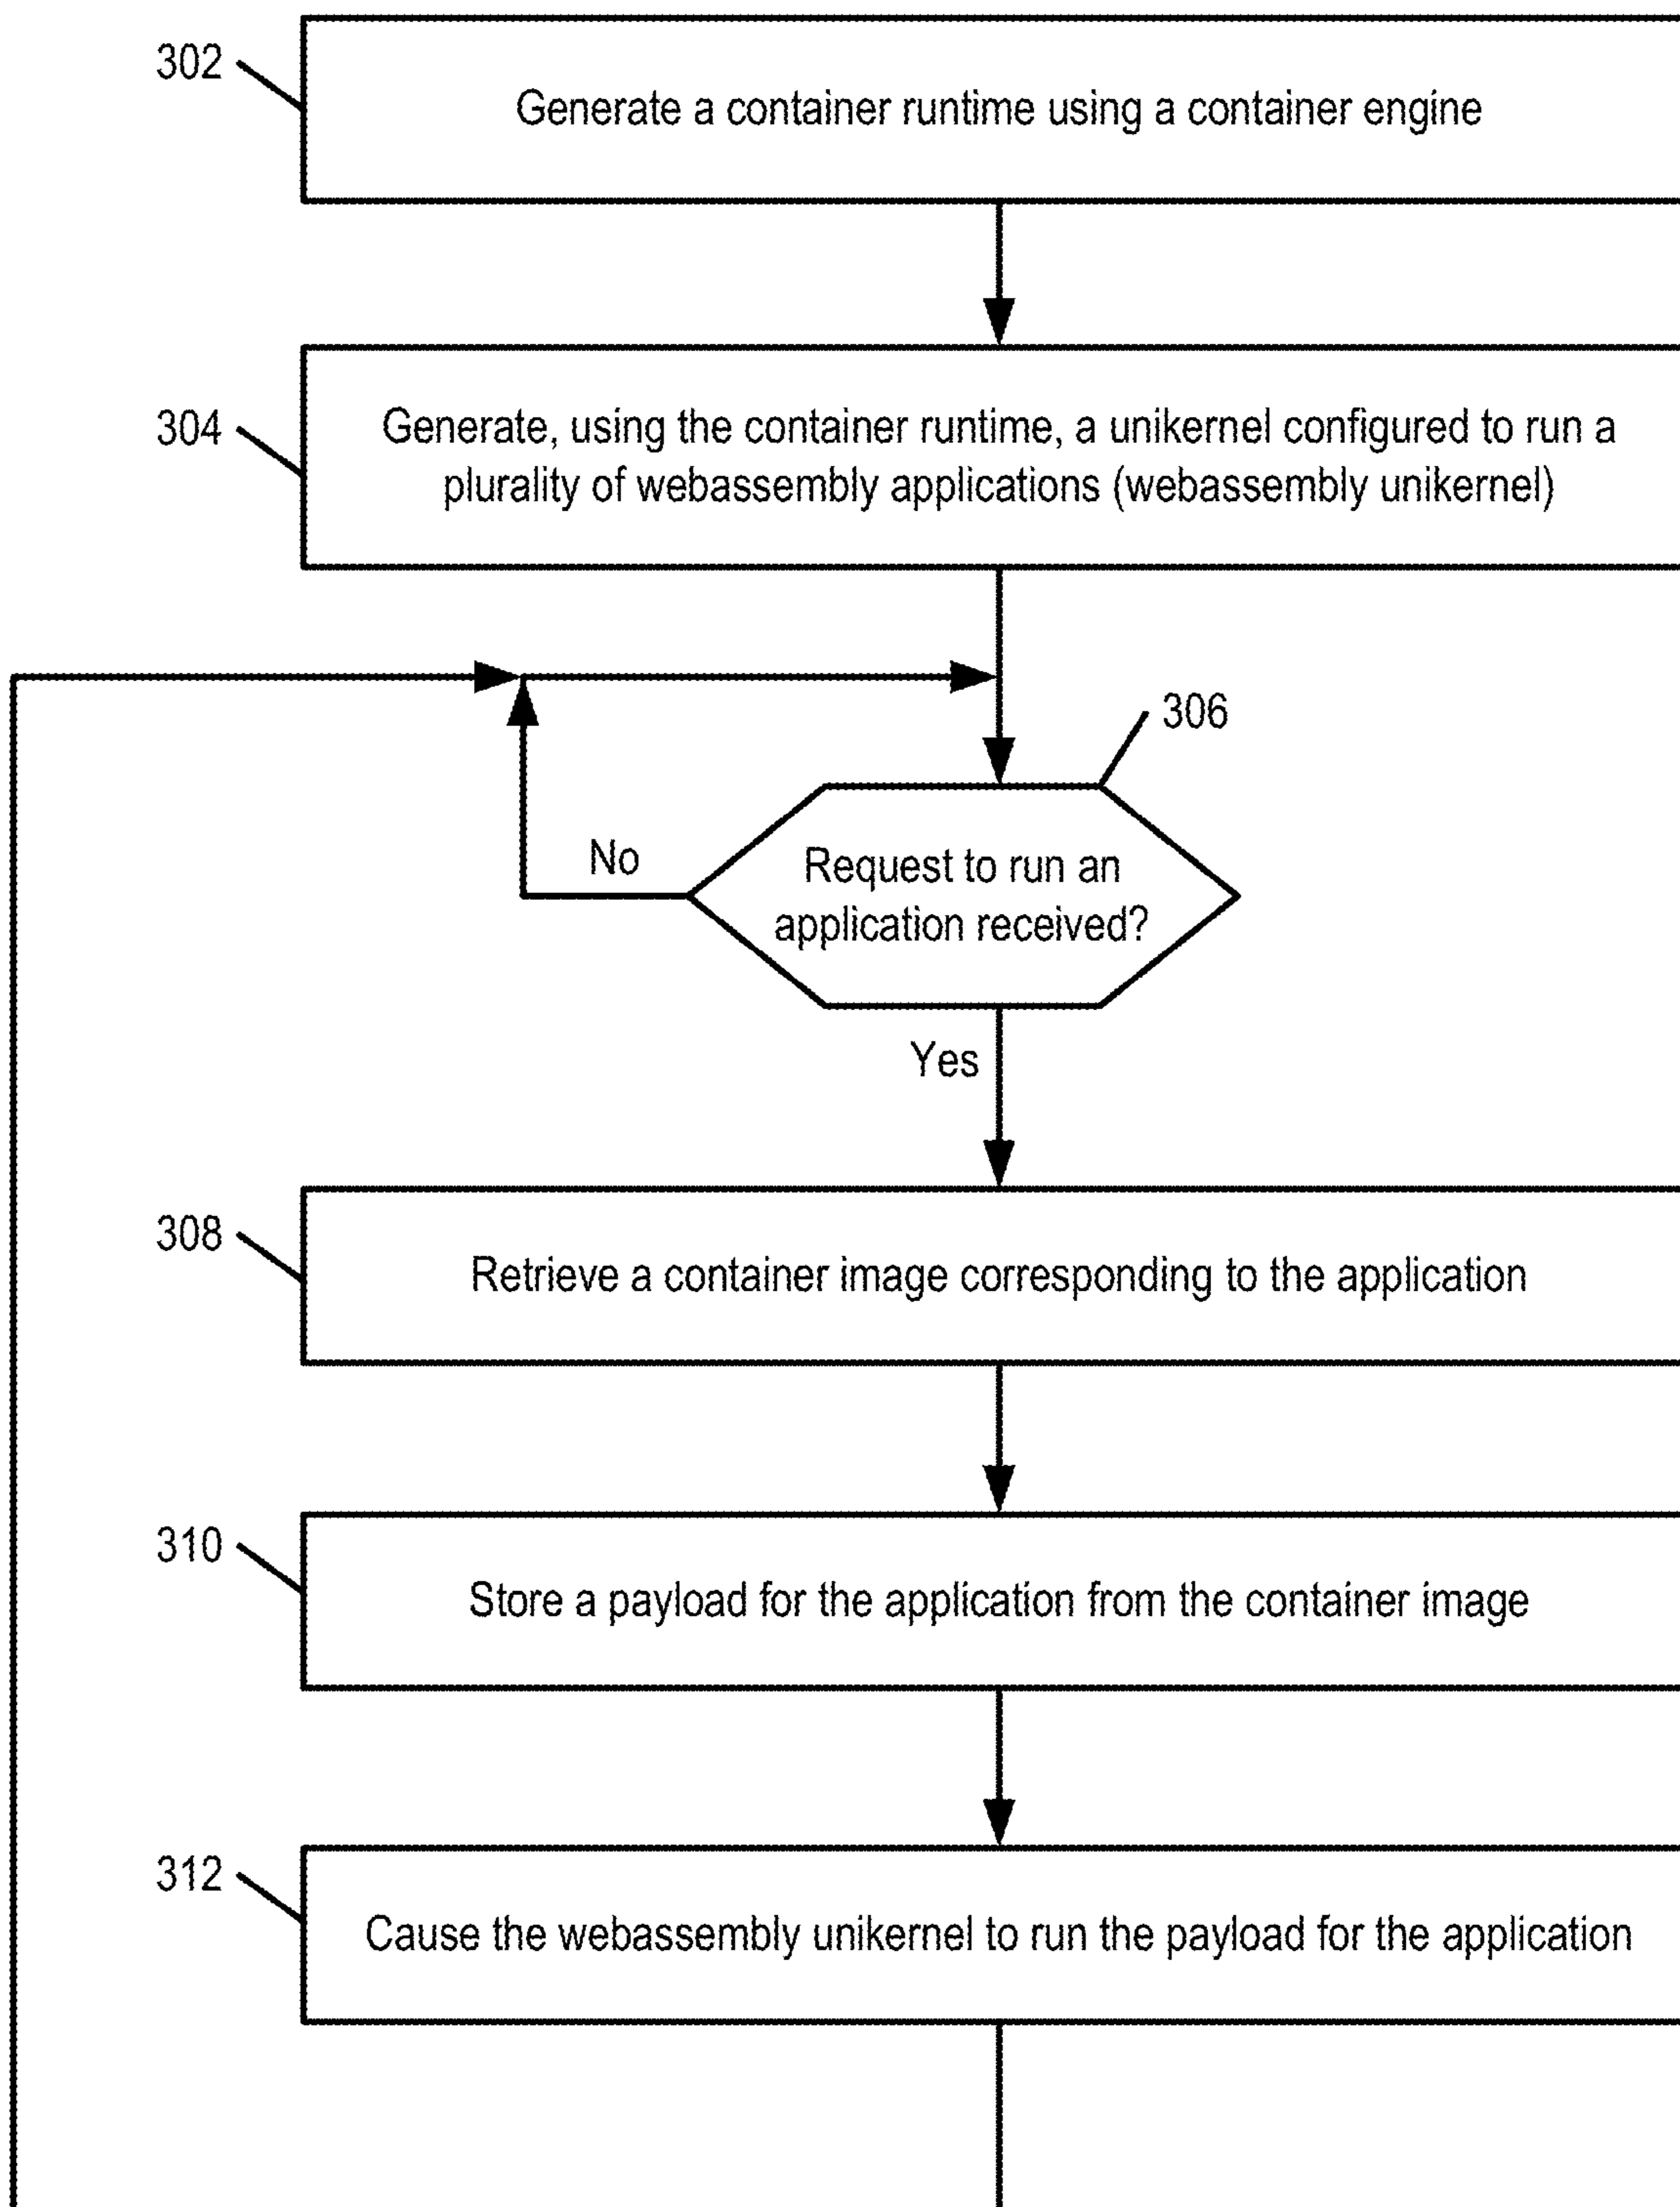 302
Generate a container runtime using a container engine
304
Generate, using the container runtime, a unikernel configured to run a
plurality of webassembly applications (webassembly unikernel)
306
No
Request to run an
application received?
Yes
308
Retrieve a container image corresponding to the application
310
Store a payload for the application from the container image
312
Cause the webassembly unikernel to run the payload for the application